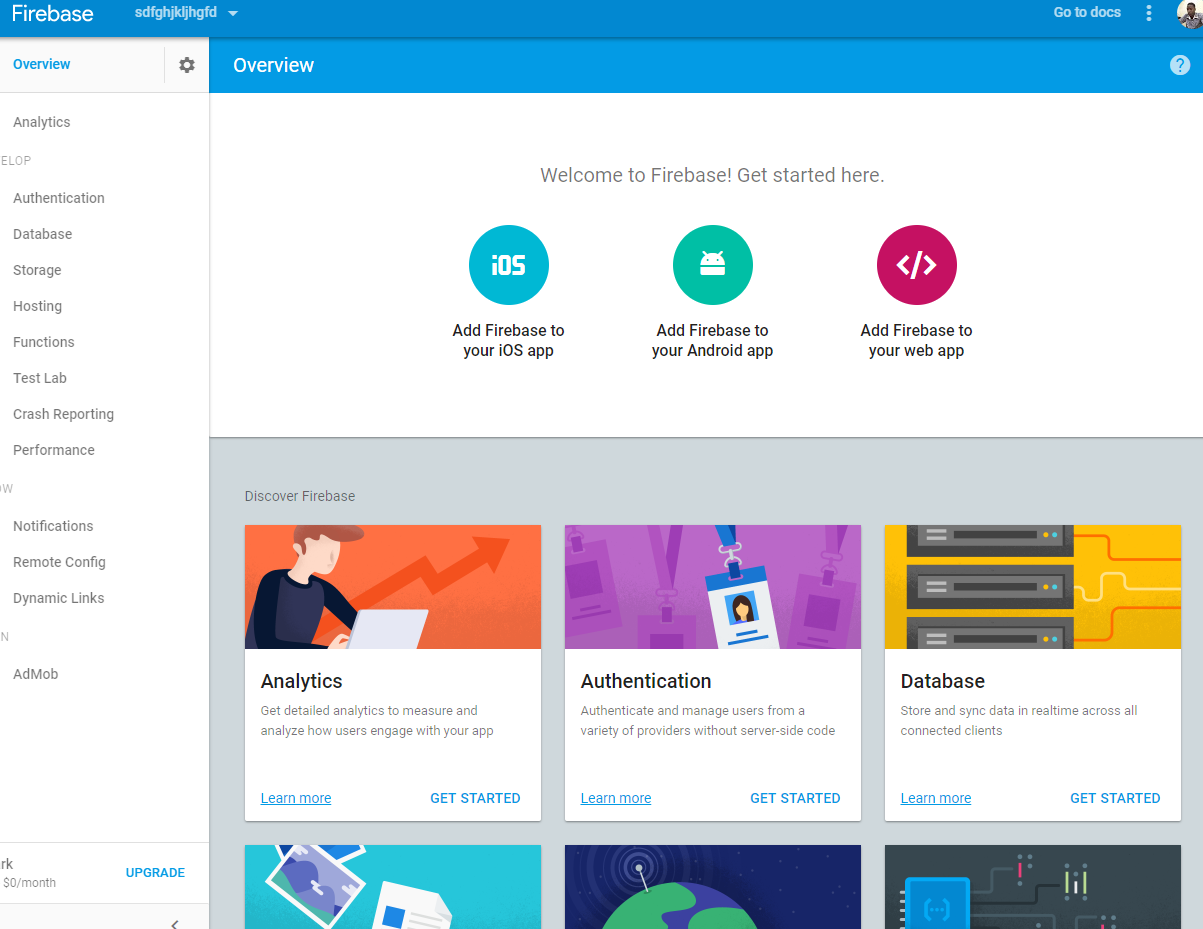 Firebase
sdfghjkljhgfd
Go to docs
Overview
Overview
?
Analytics
ELOP
Authentication
Database
Storage
Hosting
Functions
Test Lab
Crash Reporting
Performance
OW
Notifications
Remote Config
Dynamic Links
N
AdMob
rk
$0/month
UPGRADE
Welcome to Firebase! Get started here.
iOS
Add Firebase to
your iOS app
Add Firebase to
your Android app
</>
Add Firebase to
your web app
Discover Firebase
Analytics
Get detailed analytics to measure and
analyze how users engage with your app
Learn more
GET STARTED
Authentication
Authenticate and manage users from a
variety of providers without server-side code
Learn more
GET STARTED
Database
Store and sync data in realtime across all
connected clients
Learn more
GET STARTED